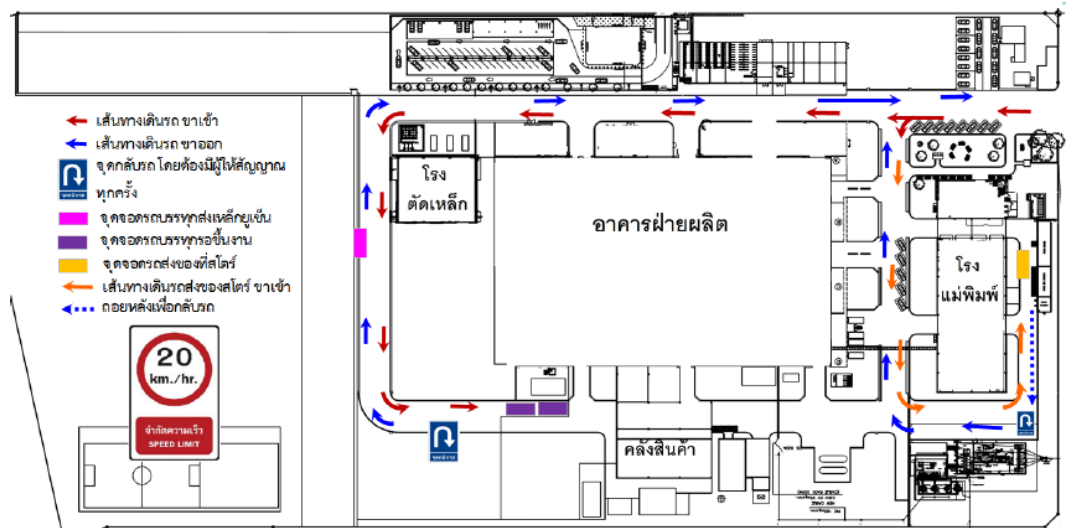 เส้นทางเดินรถ ขาเข้า
เส้นทางเดินรถ ขาออก
จุดกลับรถ โดยต้องมีผู้ให้สัญญาณ
ทุกครั้ง
จุดจอดรถบรรทุกส่งเหล็กยูเข็น
จุดจอดรถบรรทุกรอขึ้นงาน
จุดจอดรถส่งของที่สโตร์
เส้นทางเดินรถส่งของสโตร์ ขาเข้า
ถอยหลังเพื่อกลับรถ
20
km./hr.
จำกัดความเร็ว
SPEED LIMIT
โรง
ตัดเหล็ก
อาคารฝ่ายผลิต
โรง
แม่พิมพ์
คลังสินค้า